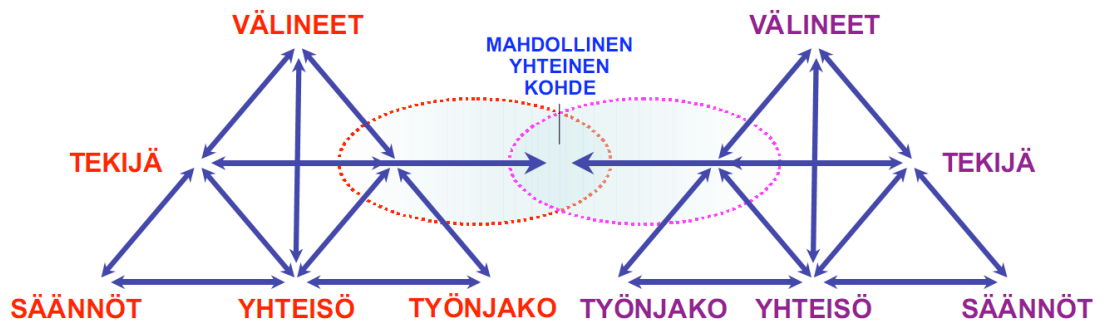 VÄLINEET
VÄLINEET
MAHDOLLINEN
YHTEINEN
KOHDE
TEKIJÄ
TEKIJÄ
SÄÄNNÖT
YHTEISÖ
TYÖNJAKO
TYÖNJAKO
YHTEISÖ
SÄÄNNÖT